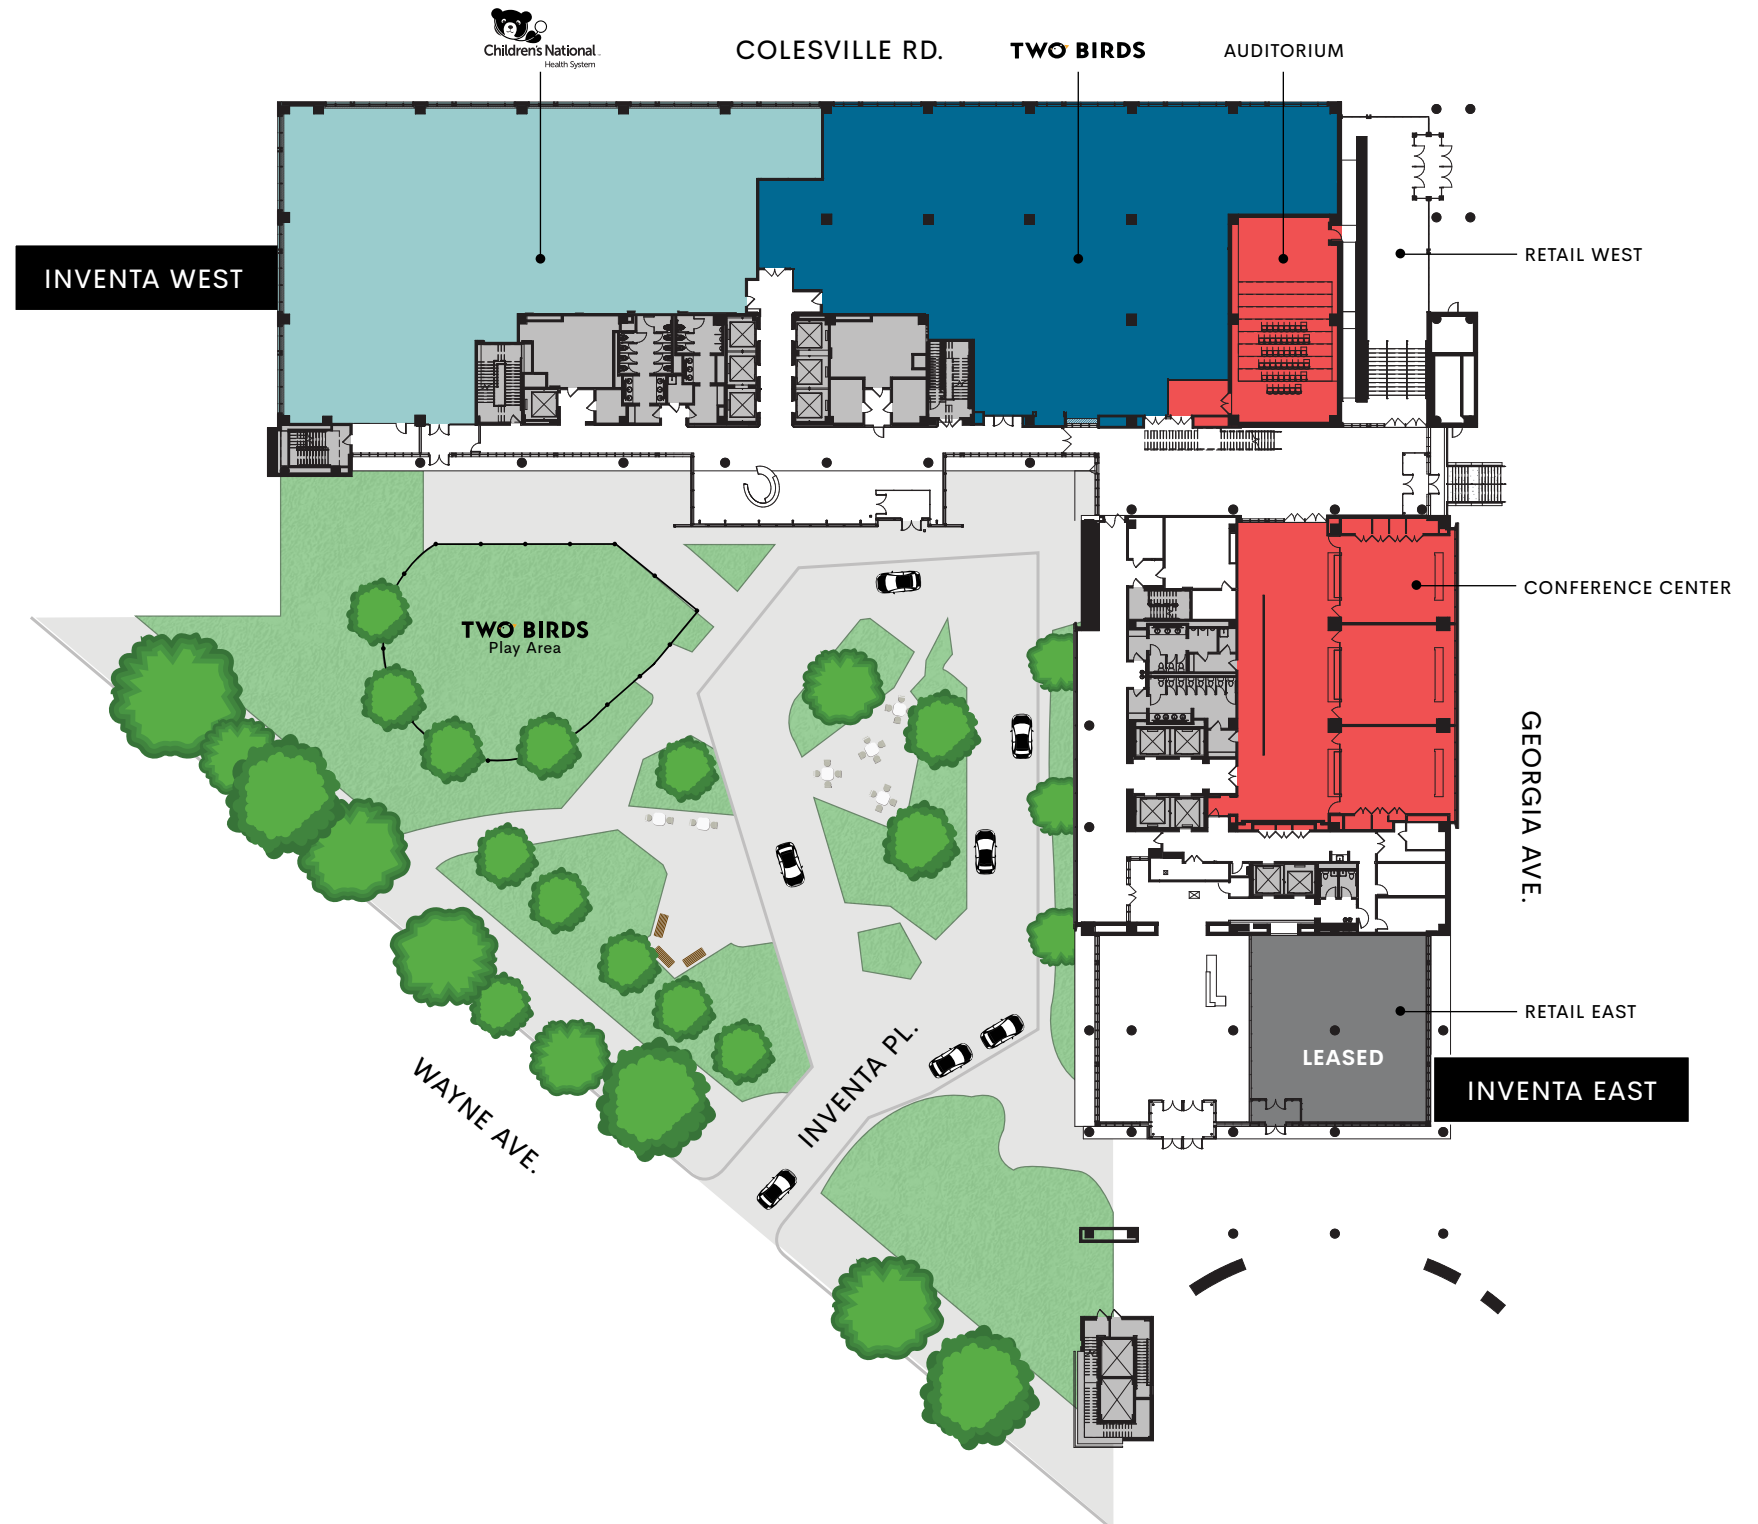 Children's National
Health System
COLESVILLE RD.
TWO BIRDS
AUDITORIUM
INVENTA WEST
RETAIL WEST
TWO BIRDS
Play Area
CONFERENCE CENTER
GEORGIA AVE.
RETAIL EAST
LEASED
INVENTA EAST
INVENTA PL.
WAYNE AVE.